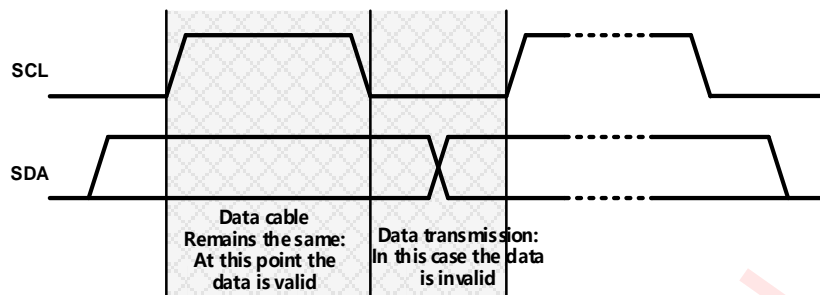 SCL
SDA
Data cable
Remains the same:
At this point the
data is valid
Data transmission:
In this case the data
is invalid